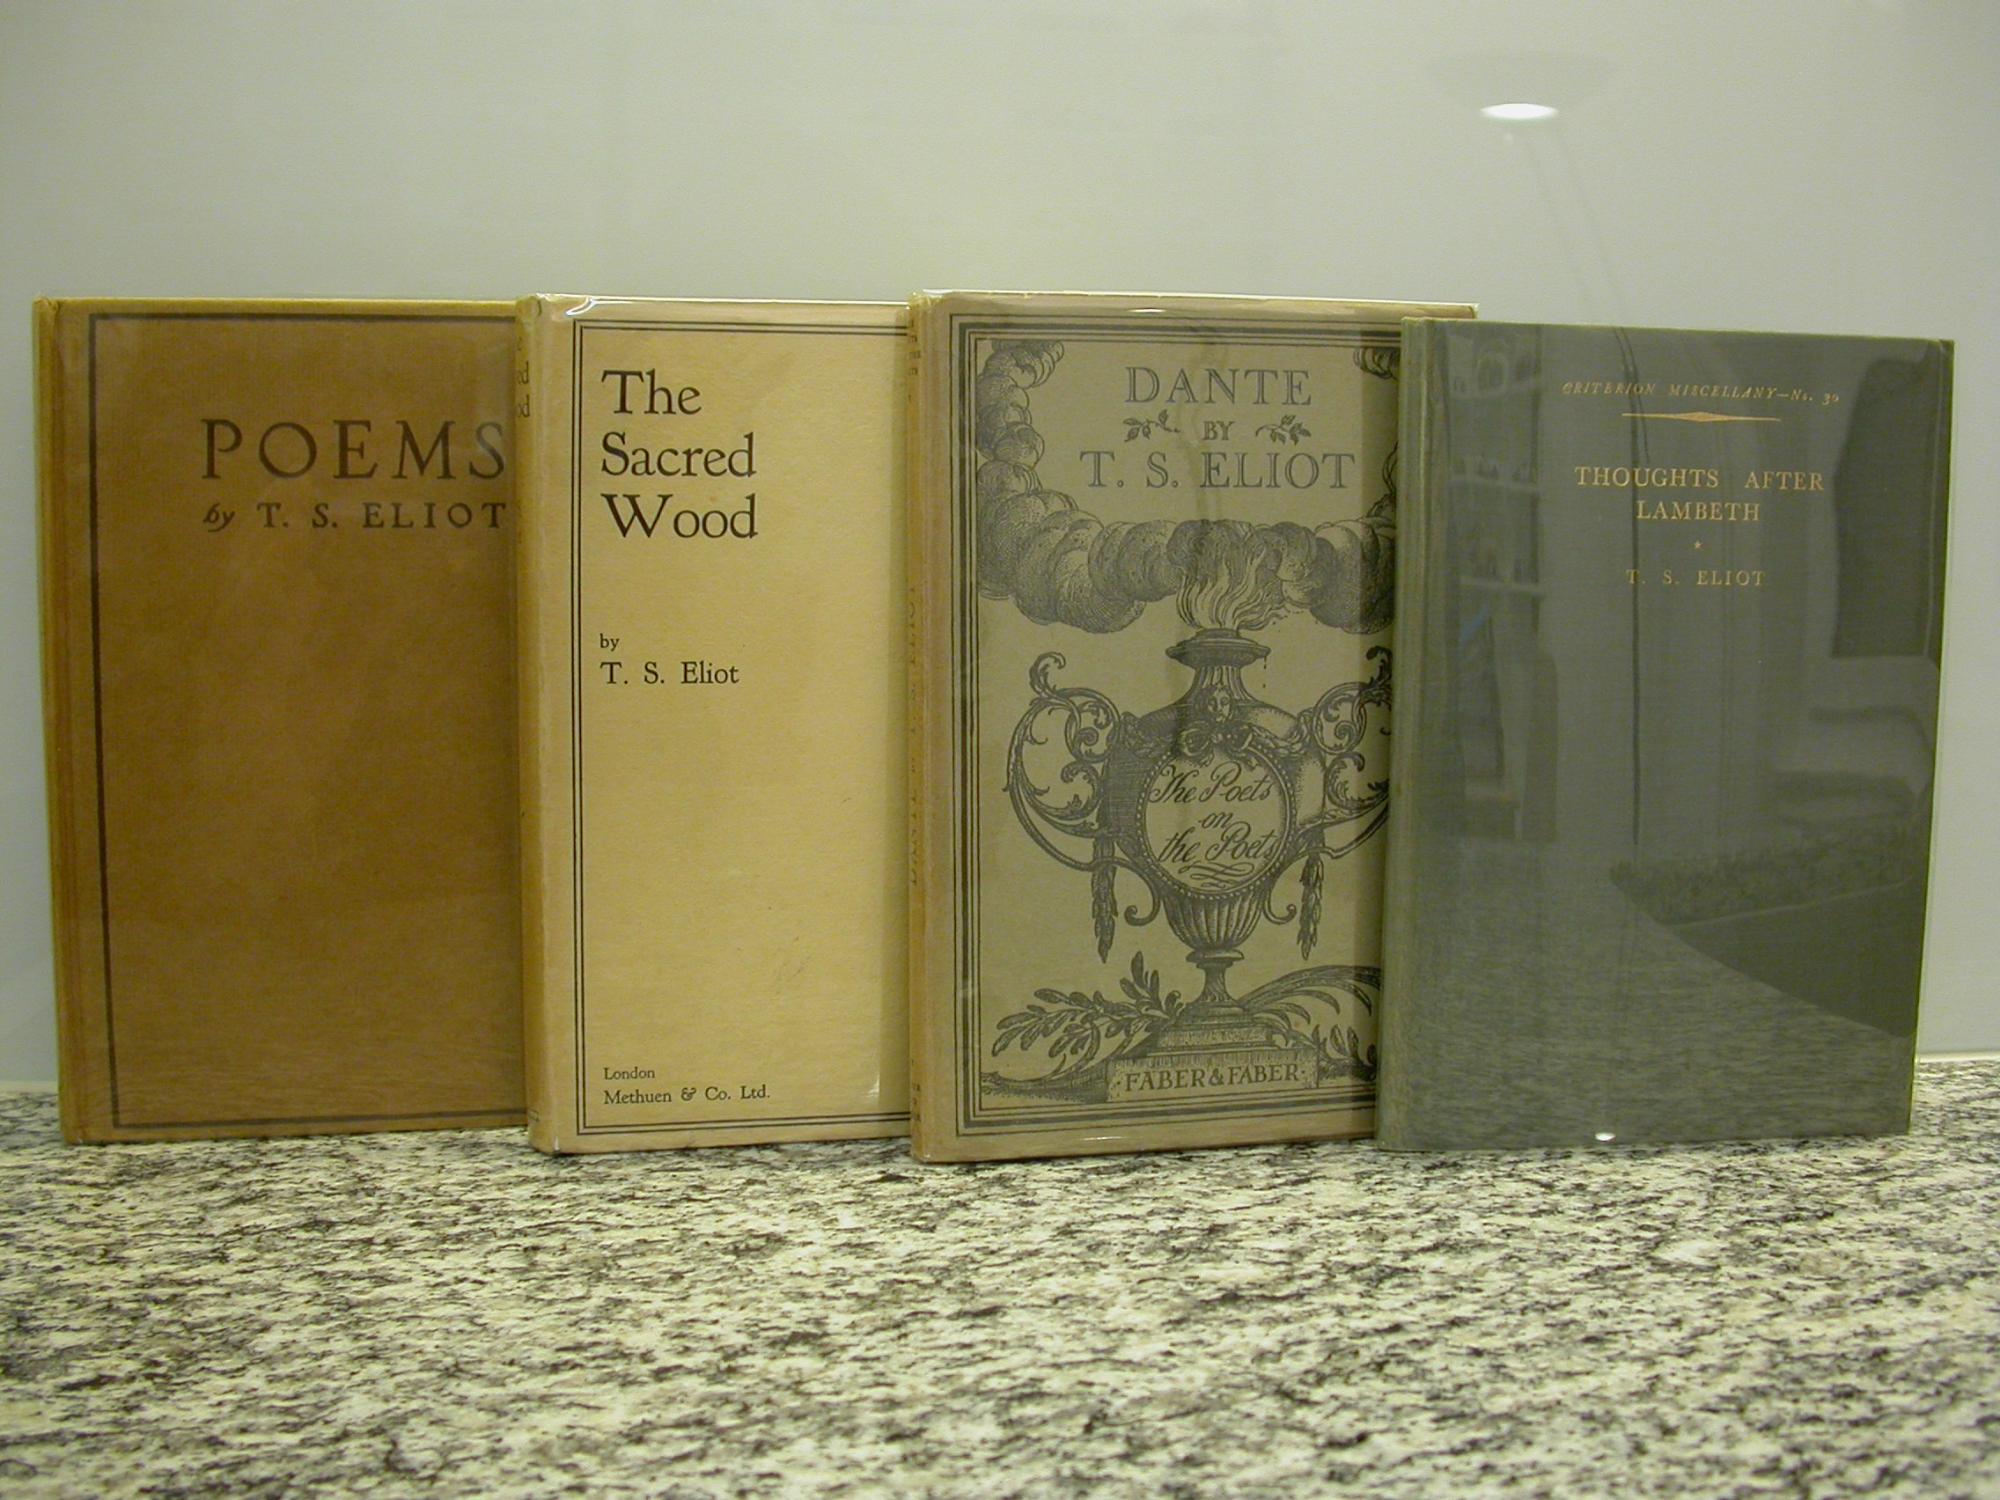 POEMS
by T. S. ELIOT
The
Sacred
Wood
by
T. S. Eliot
London
Methuen & Co. Ltd.
DANTE
BY
T. S. ELIOT
The Poets
on
the Poets
FABER & FABER
CRITERION MISCELLANY—No. 30
THOUGHTS AFTER
LAMBETH
T. S. ELIOT